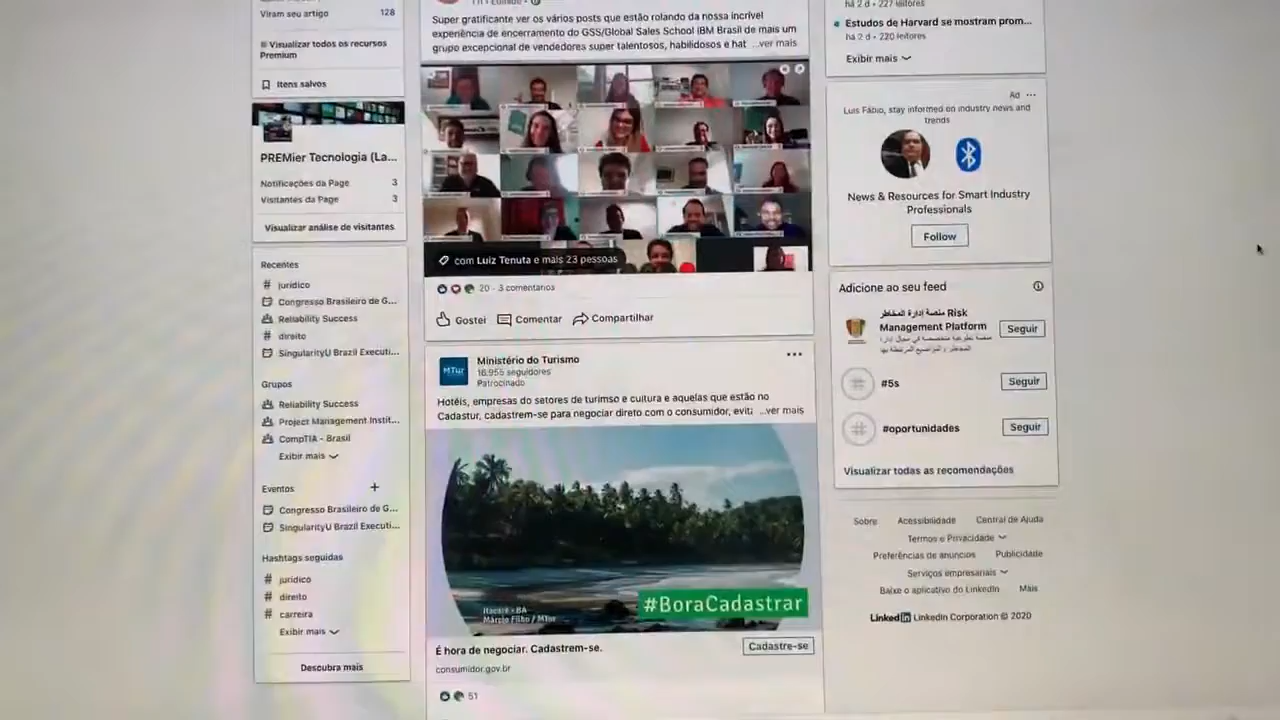 Viram seu artigo
128
Visualizar todos os recursos
Premium
Itens salvos
PREMier Tecnologia (La...
Notificações da Page
3
Visitantes da Page
3
Visualizar análise de visitantes
Recentes
# jurídico
Congresso Brasileiro de G...
Reliability Success
# direito
SingularityU Brazil Executi...
Grupos
Reliability Success
Project Management Instit...
CompTIA - Brasil
Exibir mais
Eventos
+
Congresso Brasileiro de G...
SingularityU Brazil Executi...
Hashtags seguidas
# jurídico
# direito
# carreira
Exibir mais
Descubra mais
Super gratificante ver os vários posts que estão rolando da nossa incrível
experiência de encerramento do GSS/Global Sales School IBM Brasil de mais um
grupo excepcional de vendedores super talentosos, habilidosos e hat ...ver mais
com Luiz Tenuta e mais 23 pessoas
20 · 3 comentários
Gostei
Comentar
Compartilhar
MTur
Ministério do Turismo
16.955 seguidores
Patrocinado
Hotéis, empresas do setores de turimso e cultura e aquelas que estão no
Cadastur, cadastrem-se para negociar direto com o consumidor, evita ...ver mais
Itacaré - BA
Márcio Filho / MTur
#BoraCadastrar
É hora de negociar. Cadastrem-se.
Cadastre-se
consumidor.gov.br
51
há 2 d • 227 leitores
Estudos de Harvard se mostram prom...
há 2 d • 220 leitores
Exibir mais
Ad ...
Luis Fábio, stay informed on industry news and
trends
News & Resources for Smart Industry
Professionals
Follow
Adicione ao seu feed
منصة إدارة المخاطر Risk
Management Platform
Seguir
#5s
Seguir
#oportunidades
Seguir
Visualizar todas as recomendações
Sobre
Acessibilidade
Central de Ajuda
Termos e Privacidade
Preferências de anúncios
Publicidade
Serviços empresariais
Baixe o aplicativo do LinkedIn
Mais
LinkedIn LinkedIn Corporation © 2020